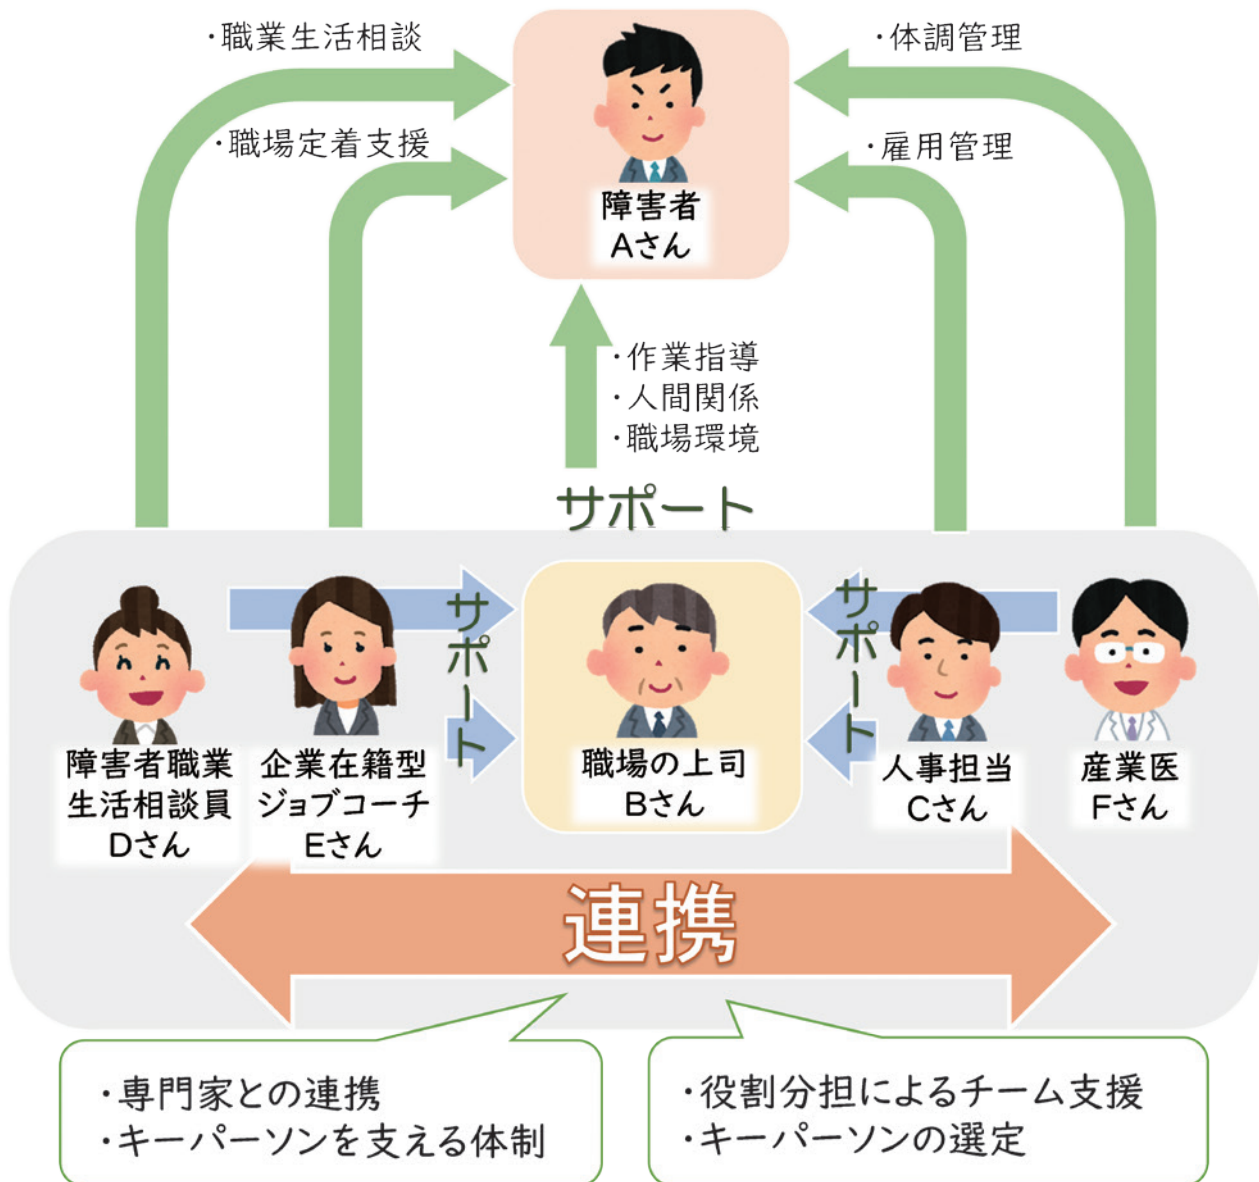 ・職業生活相談
・職場定着支援
障害者
Aさん
・体調管理
・雇用管理
・作業指導
・人間関係
・職場環境
サポート
サポート
サポート
障害者職業
生活相談員
Dさん
企業在籍型
ジョブコーチ
Eさん
職場の上司
Bさん
人事担当
Cさん
産業医
Fさん
連携
・専門家との連携
・キーパーソンを支える体制
・役割分担によるチーム支援
・キーパーソンの選定